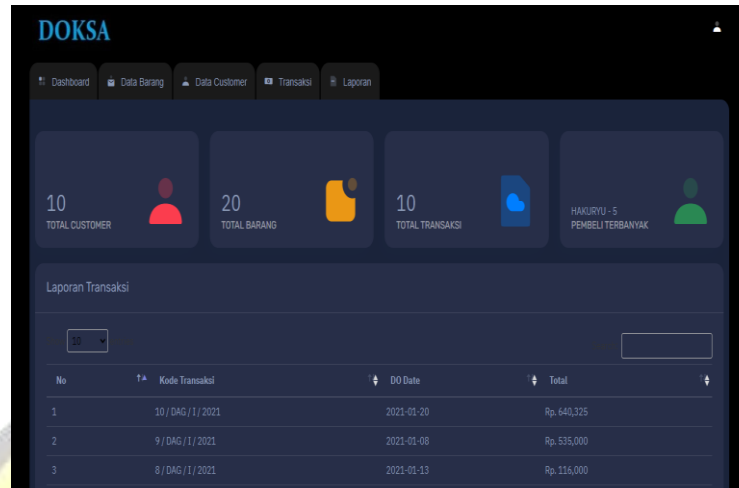 DOKSA
Dashboard Data Barang Data Customer Transaksi Laporan
10
TOTAL CUSTOMER
20
TOTAL BARANG
10
TOTAL TRANSAKSI
HAKURYU - 5
PEMBELI TERBANYAK
Laporan Transaksi
10
No Kode Transaksi DO Date Total
1 10 / DAG / I / 2021 2021-01-20 Rp. 640,325
2 9 / DAG / I / 2021 2021-01-08 Rp. 535,000
3 8 / DAG / I / 2021 2021-01-13 Rp. 116,000